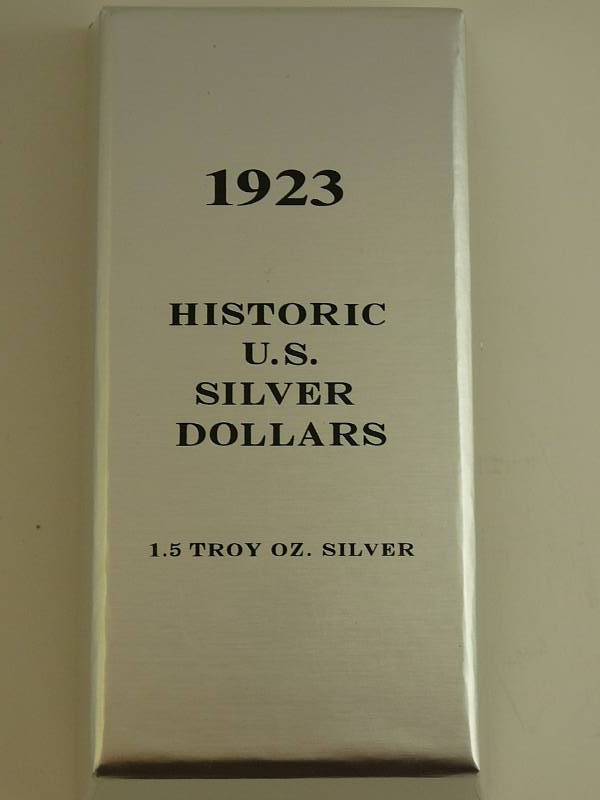 1923
HISTORIC
U.S.
SILVER
DOLLARS
1.5 TROY OZ. SILVER